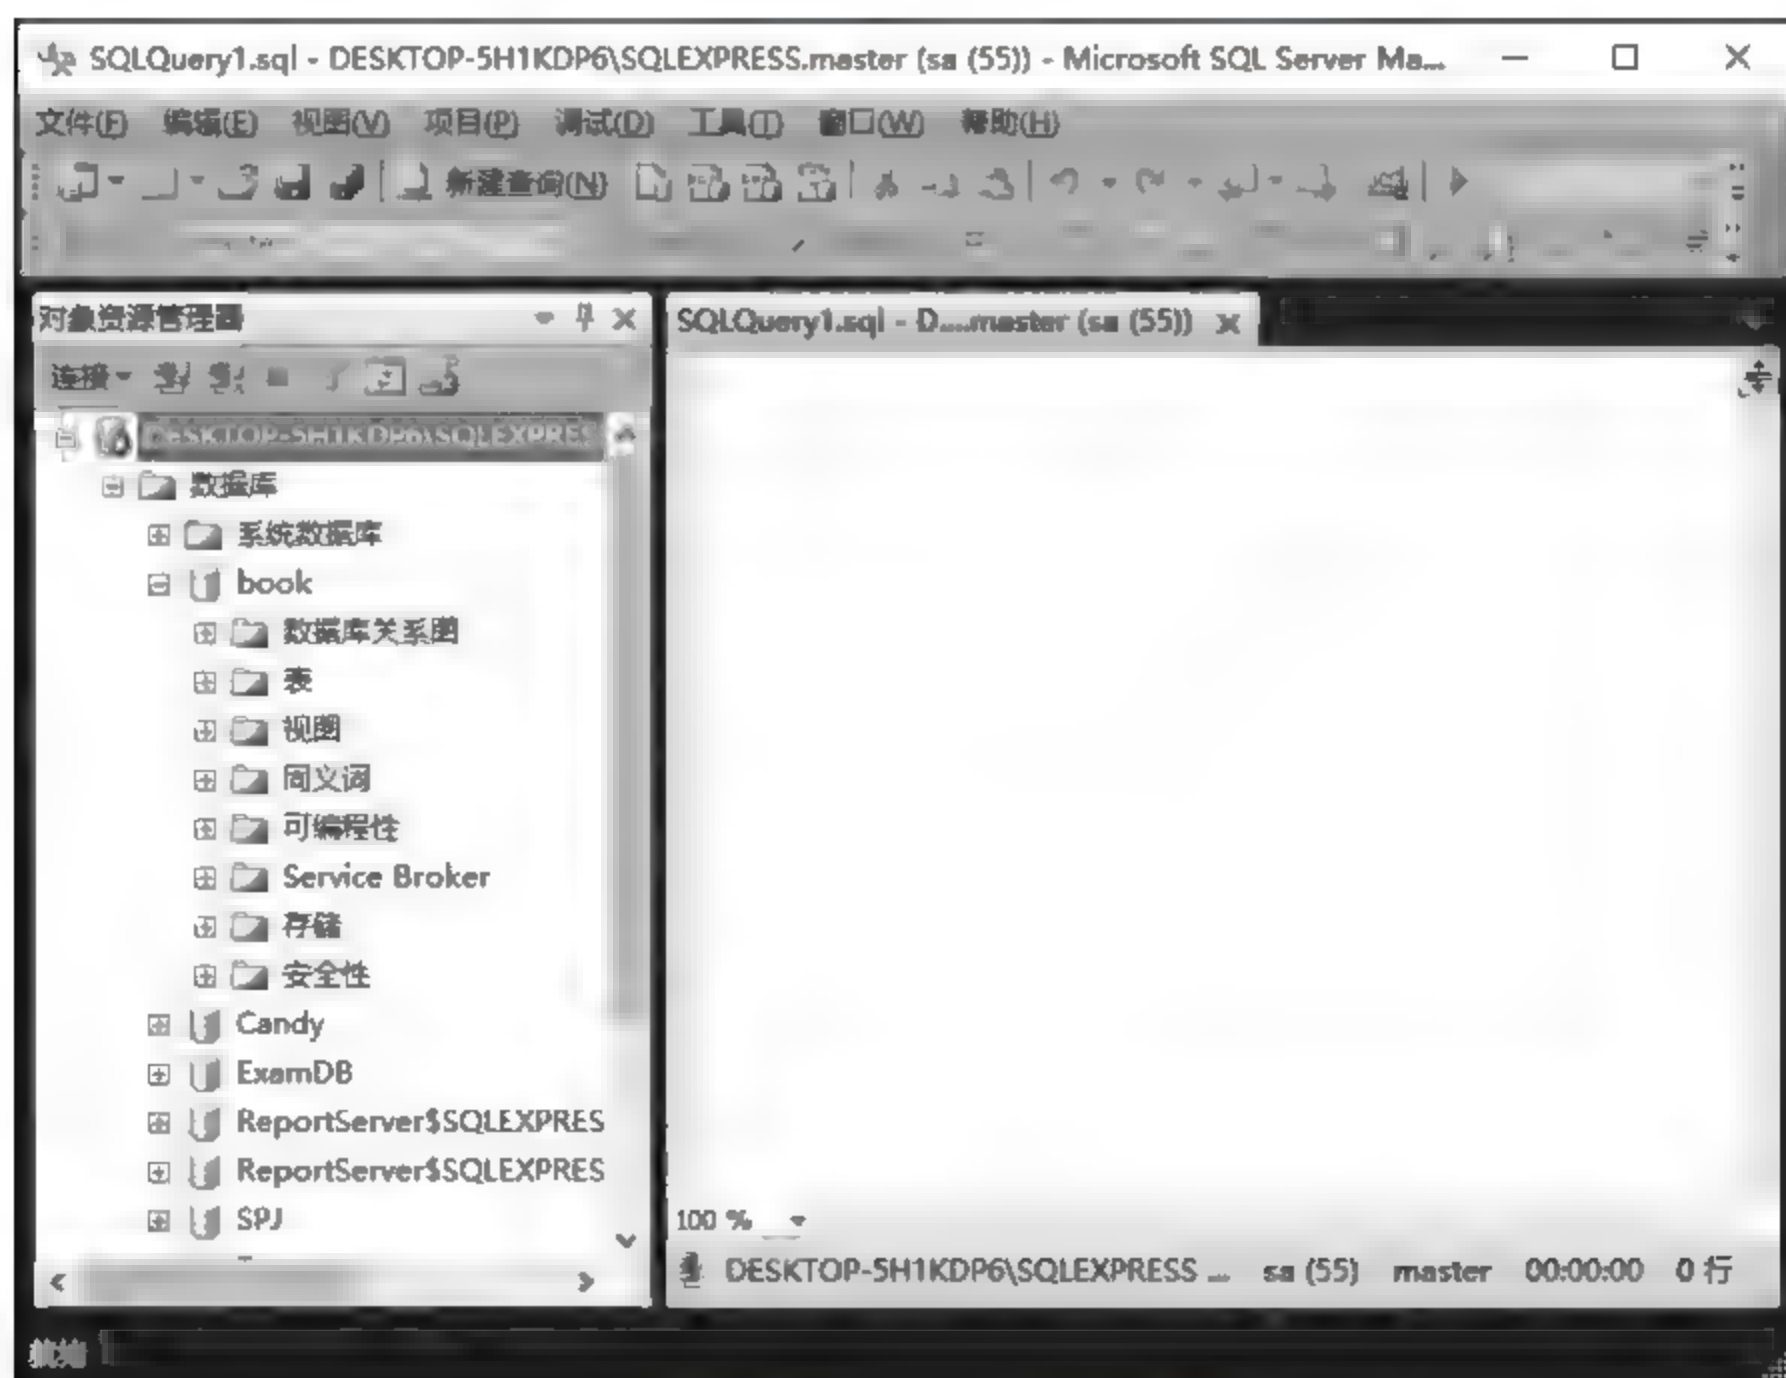 SQLQuery1.sql - DESKTOP-5H1KDP6\SQLEXPRESS.master (sa (55)) - Microsoft SQL Server Ma...
文件(F) 编辑(E) 视图(V) 项目(P) 调试(D) 工具(T) 窗口(W) 帮助(H)
新建查询(N)
对象资源管理器
连接
DESKTOP-5H1KDP6\SQLEXPRES
数据库
系统数据库
book
数据库关系图
表
视图
同义词
可编程性
Service Broker
存储
安全性
Candy
ExamDB
ReportServer$SQLEXPRES
ReportServer$SQLEXPRES
SPJ
SQLQuery1.sql - D....master (sa (55))
100 %
DESKTOP-5H1KDP6\SQLEXPRESS ... sa (55) master 00:00:00 0 行
就绪